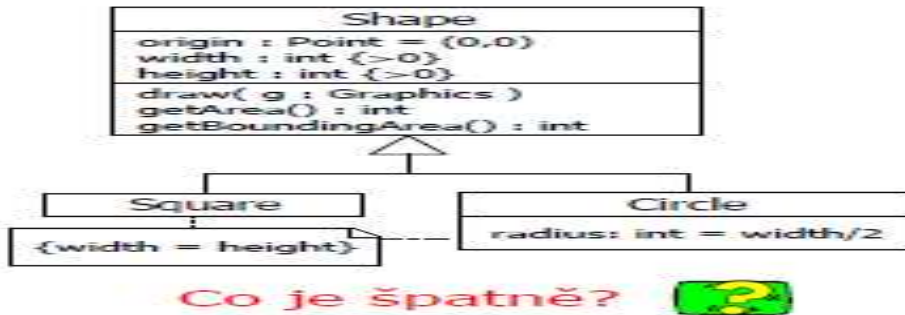 Shape
origin : Point = (0,0)
width : int {>0}
height : int {>0}
draw( g : Graphics )
getArea() : int
getBoundingArea() : int
Square
Circle
{width = height}
radius: int = width/2
Co je špatně?
?